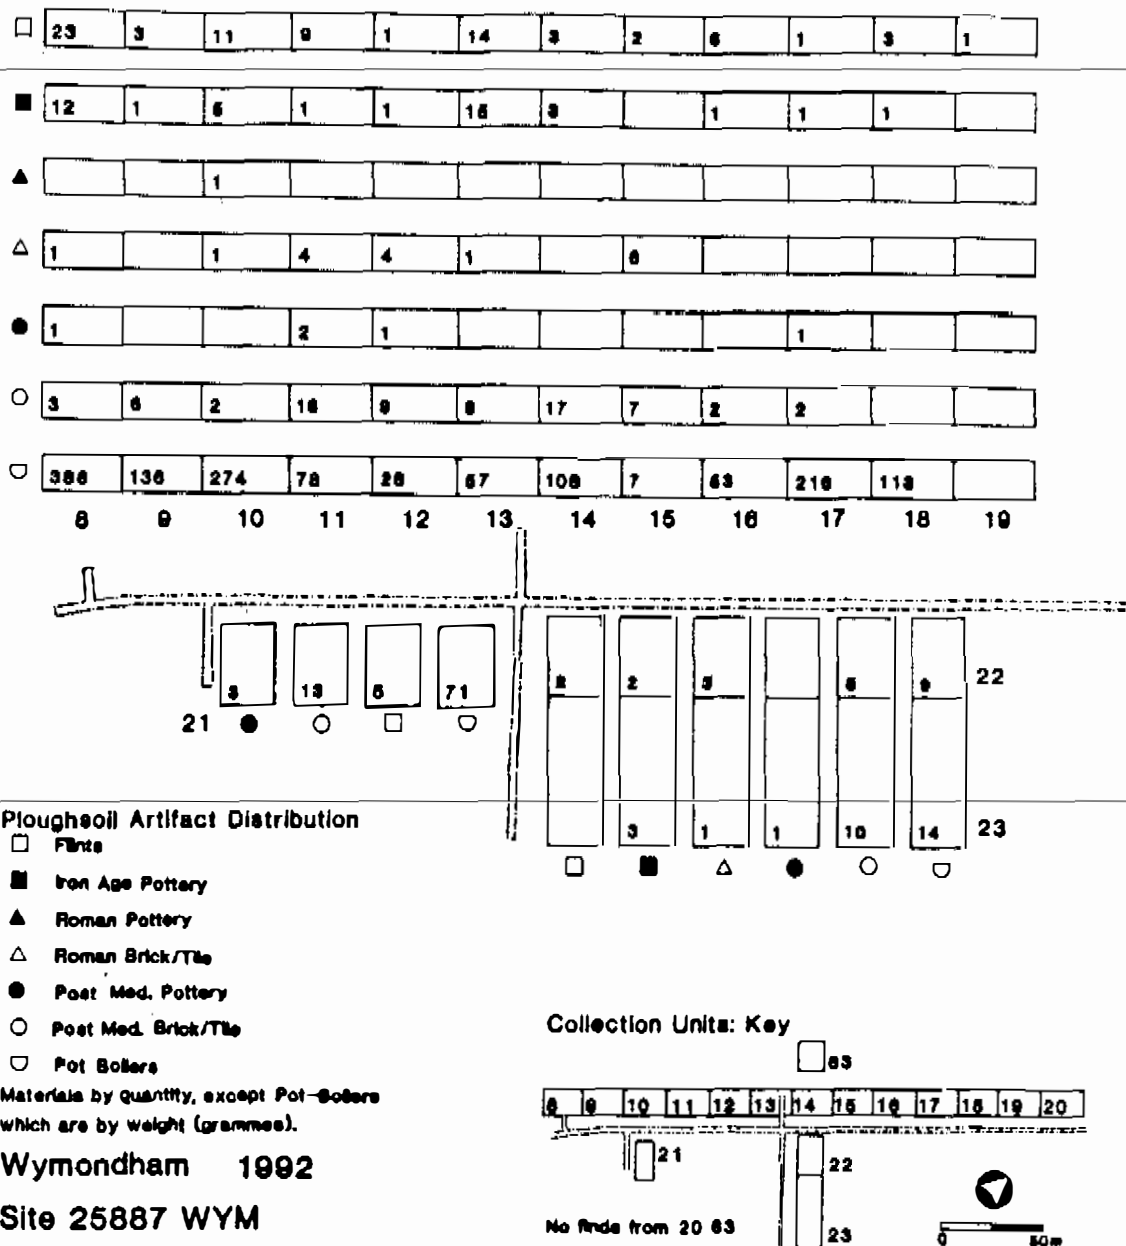 23 3 11 9 1 14 3 2 6 1 3 1
12 1 5 1 1 15 3 1 1 1
1
1 1 4 4 1 6
1 2 1 1
3 6 2 16 9 8 17 7 2 2
386 136 274 78 26 57 106 7 53 216 113
8 9 10 11 12 13 14 15 16 17 18 19
3 13 5 71
21
2 2 3 5 9 22
3 1 1 10 14 23
Ploughsoil Artifact Distribution
Flints
Iron Age Pottery
Roman Pottery
Roman Brick/Tile
Post Med. Pottery
Post Med. Brick/Tile
Pot Boilers
Materials by quantity, except Pot-Boilers
which are by weight (grammes).
Wymondham 1992
Site 25887 WYM
Collection Units: Key
63
8 9 10 11 12 13 14 15 16 17 18 19 20
21
22
23
No finds from 20 63
0 50m